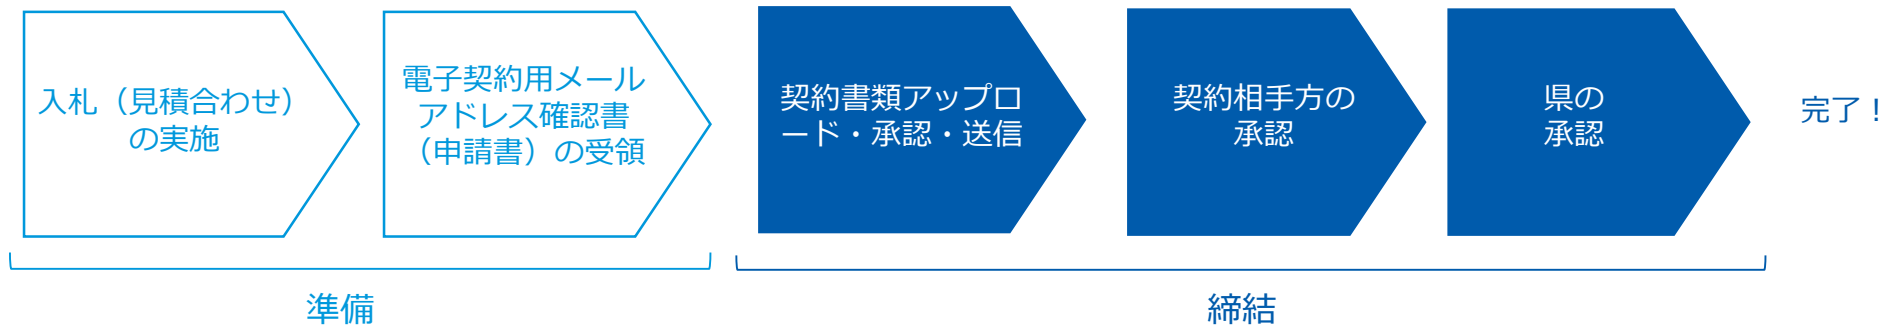 入札（見積合わせ）
の実施
電子契約用メール
アドレス確認書
（申請書）の受領
契約書類アップロ
ード・承認・送信
契約相手方の
承認
県の
承認
完了！
準備
締結